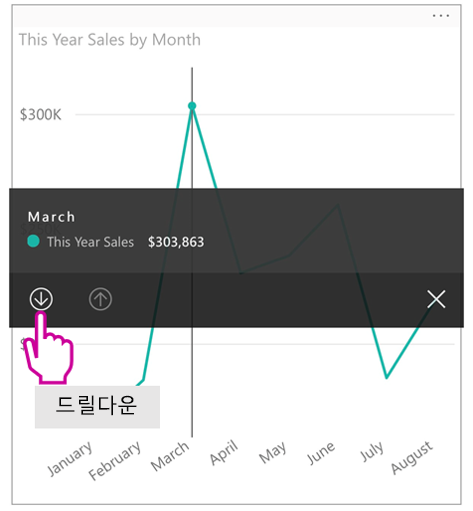 ...
This Year Sales by Month
$300K
March
This Year Sales $303,863
드릴다운
January February March April May June July August